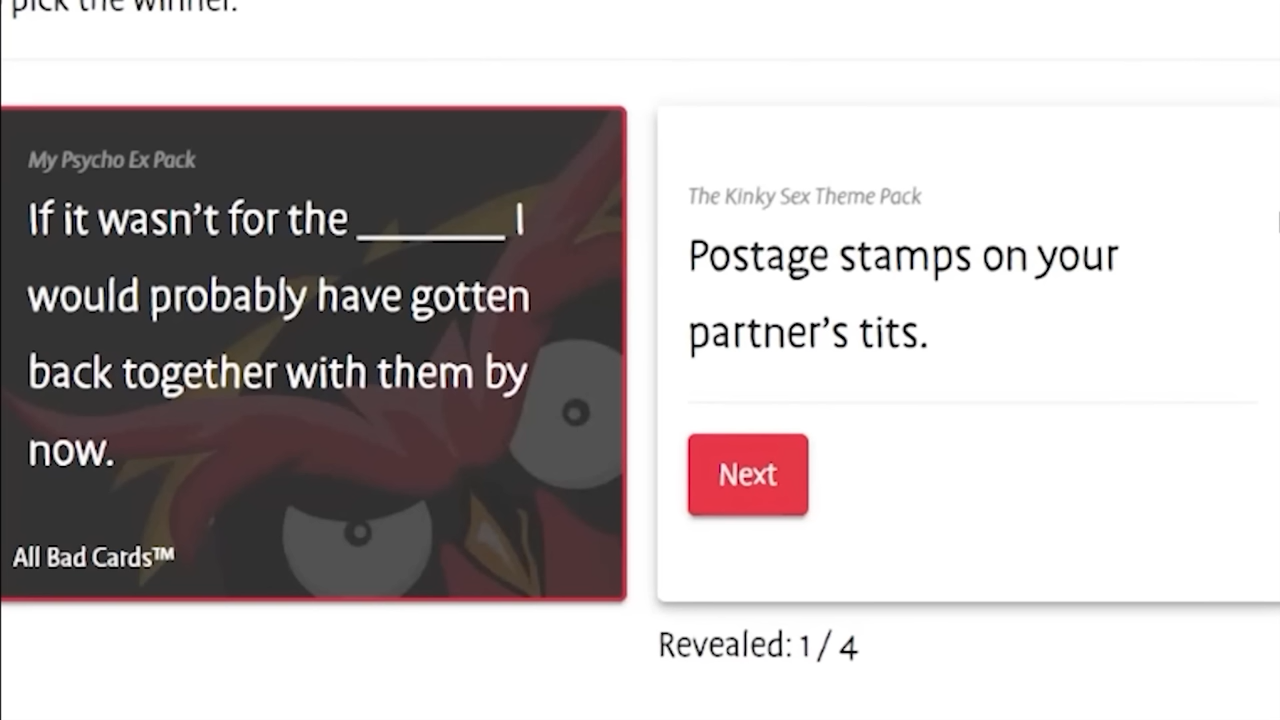 pick the winner.
My Psycho Ex Pack
If it wasn't for the ________ I
would probably have gotten
back together with them by
now.
All Bad Cards™
The Kinky Sex Theme Pack
Postage stamps on your
partner's tits.
Next
Revealed: 1 / 4